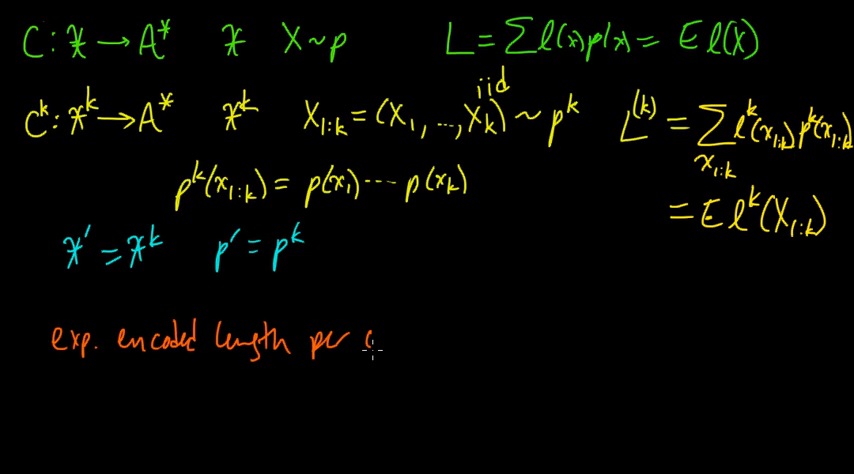 C: 𝒳 → A* 𝒳 X ~ p L = Σ l(x)p(x) = E l(X)
C^k: 𝒳^k → A* 𝒳^k X_{1:k} = (X_1, ..., X_k) iid ~ p^k L^{(k)} = Σ_{x_{1:k}} l^k(x_{1:k}) p^k(x_{1:k})
p^k(x_{1:k}) = p(x_1) ··· p(x_k) = E l^k(X_{1:k})
𝒳' = 𝒳^k p' = p^k
exp. encoded length per